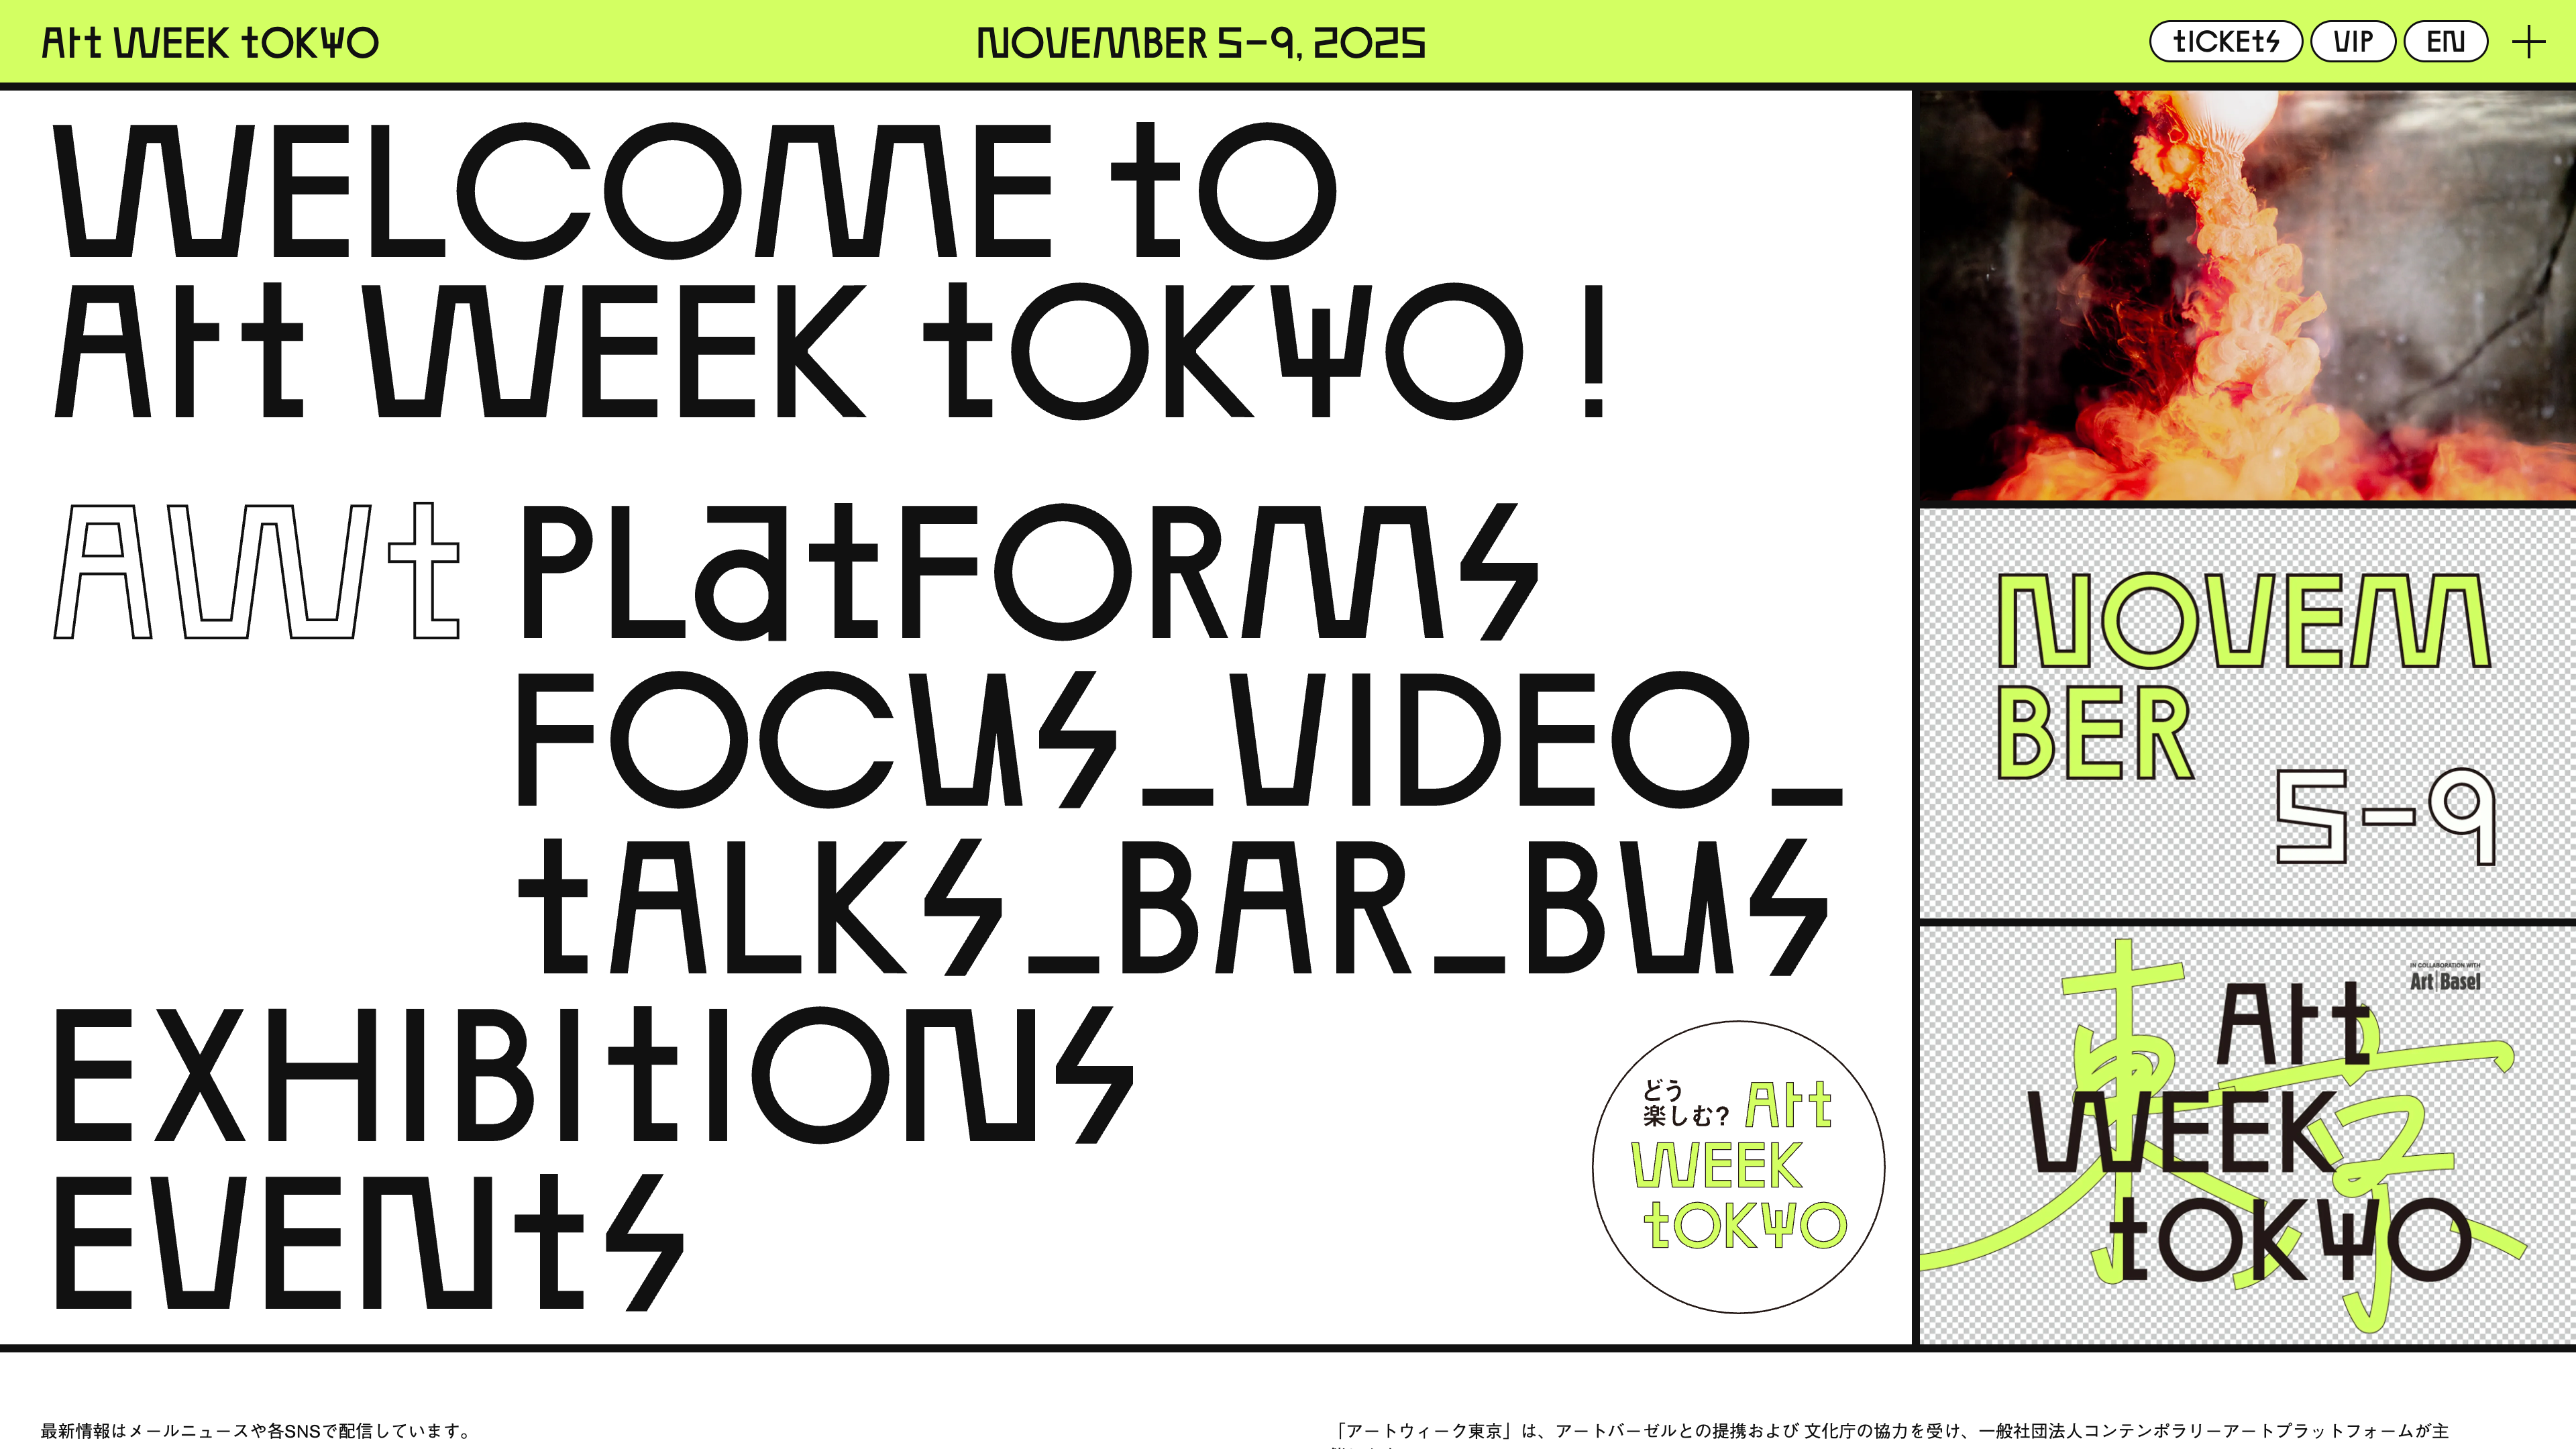 Art WEEK tOKYO
NOVEMBER 5–9, 2025
tICKEtS
VIP
EN
WELCOME tO
Art WEEK tOKYO !
AWt PLatFORMS
FOCUS_VIDEO_
tALKS_BAR_BUS
EXHIBItIONS
EVENtS
どう
楽しむ? Art
WEEK
tOKYO
NOVEM
BER
5–9
IN COLLABORATION WITH
Art Basel
東京
Art
WEEK
tOKYO
最新情報はメールニュースや各SNSで配信しています。
「アートウィーク東京」は、アートバーゼルとの提携および 文化庁の協力を受け、一般社団法人コンテンポラリーアートプラットフォームが主